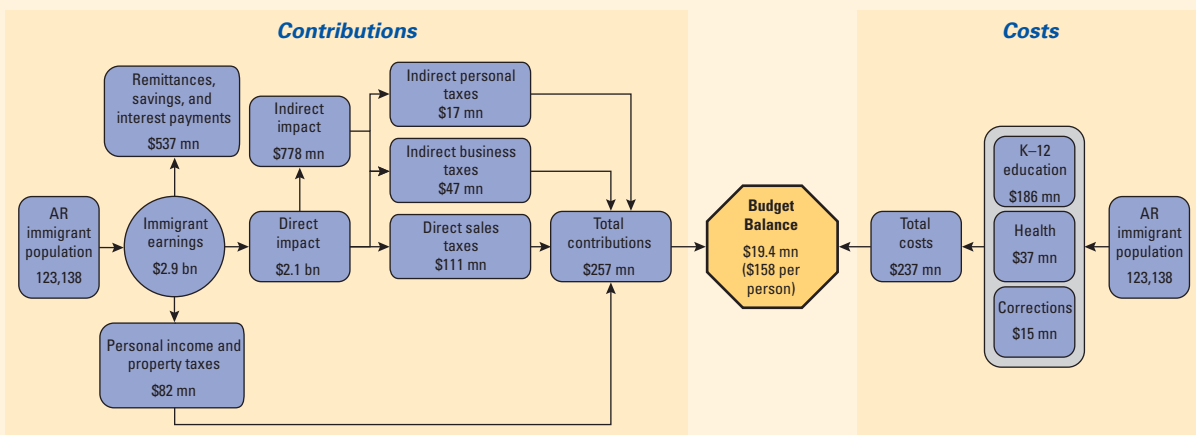 Contributions
Costs
Remittances,
savings, and
interest payments
$537 mn
Indirect
impact
$778 mn
Indirect personal
taxes
$17 mn
Indirect business
taxes
$47 mn
AR
immigrant
population
123,138
Immigrant
earnings
$2.9 bn
Direct
impact
$2.1 bn
Direct sales
taxes
$111 mn
Total
contributions
$257 mn
Personal income and
property taxes
$82 mn
Budget
Balance
$19.4 mn
($158 per
person)
Total
costs
$237 mn
K–12
education
$186 mn
Health
$37 mn
Corrections
$15 mn
AR
immigrant
population
123,138